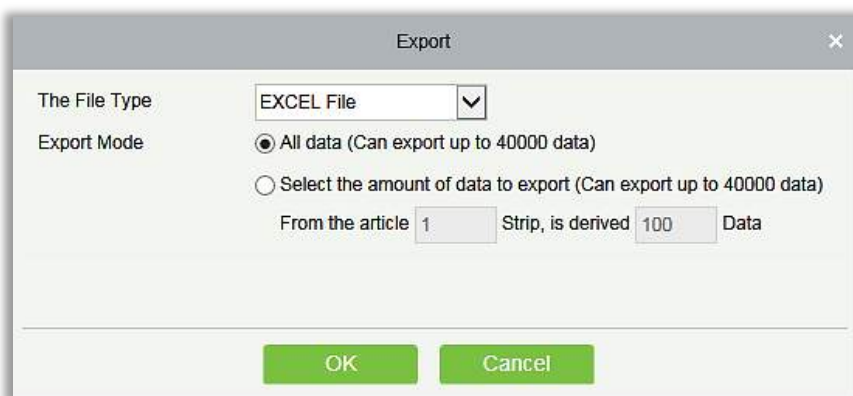 Export
The File Type EXCEL File
Export Mode All data (Can export up to 40000 data)
Select the amount of data to export (Can export up to 40000 data)
From the article 1 Strip, is derived 100 Data
OK Cancel